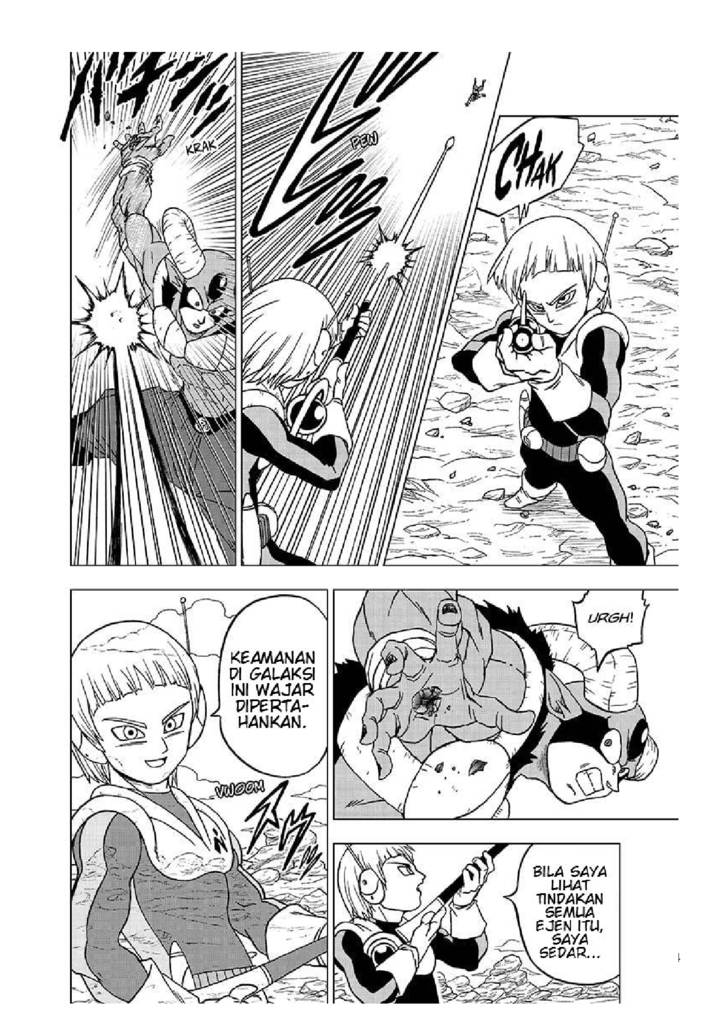 CHAK
PEW
KRAK
URGH!
KEAMANAN
DI GALAKSI
INI WAJAR
DIPERTA-
HANKAN.
VWOOM
BILA SAYA
LIHAT
TINDAKAN
SEMUA
EJEN ITU,
SAYA
SEDAR...